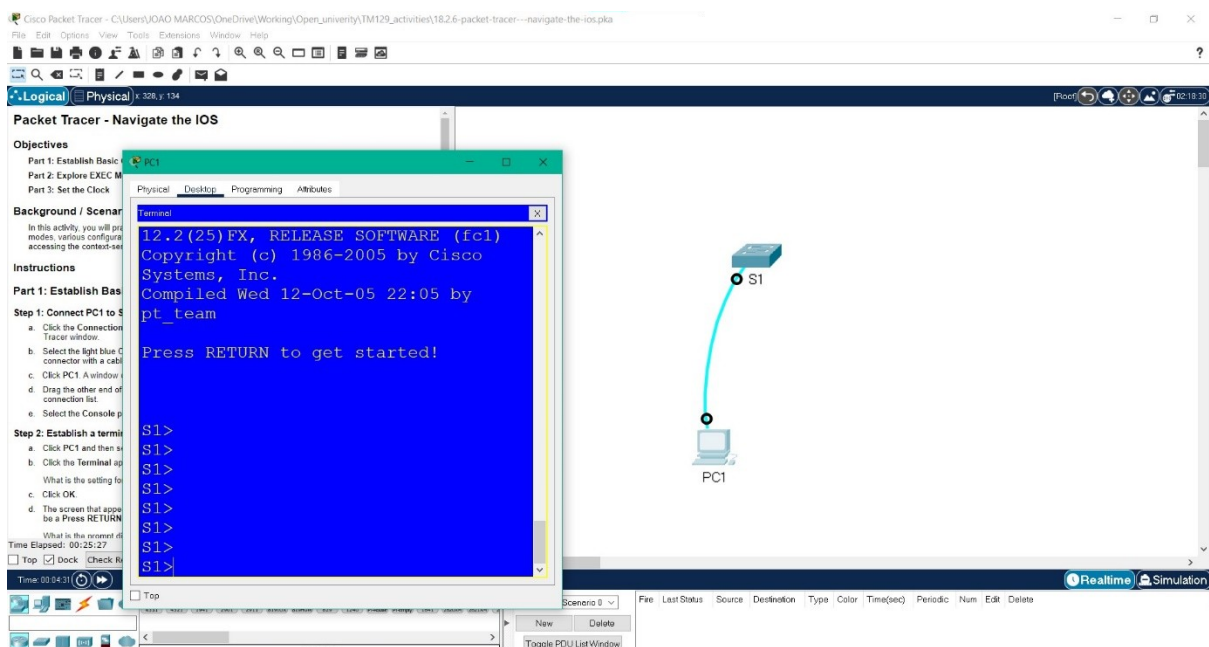 Cisco Packet Tracer - C:\Users\JOAO MARCOS\OneDrive\Working\Open_univerity\TM129_activities\18.2.6-packet-tracer---navigate-the-ios.pka
File Edit Options View Tools Extensions Window Help
?
Logical Physical x: 328, y: 134
[Root] 02:18:30
Packet Tracer - Navigate the IOS
Objectives
Part 1: Establish Basic
Part 2: Explore EXEC M
Part 3: Set the Clock
Background / Scenar
In this activity, you will pra
modes, various configura
accessing the context-se
Instructions
Part 1: Establish Bas
Step 1: Connect PC1 to S
a. Click the Connection
Tracer window.
b. Select the light blue C
connector with a cabl
c. Click PC1. A window
d. Drag the other end of
connection list.
e. Select the Console p
Step 2: Establish a termi
a. Click PC1 and then se
b. Click the Terminal ap
What is the setting fo
c. Click OK.
d. The screen that appe
be a Press RETURN
What is the prompt di
Time Elapsed: 00:25:27
Top Dock Check Re
PC1
Physical Desktop Programming Attributes
Terminal X
12.2(25)FX, RELEASE SOFTWARE (fc1)
Copyright (c) 1986-2005 by Cisco
Systems, Inc.
Compiled Wed 12-Oct-05 22:05 by
pt_team
Press RETURN to get started!
S1>
S1>
S1>
S1>
S1>
S1>
S1>
S1>
Top
S1
PC1
Time: 00:04:31
Realtime Simulation
Scenario 0
New Delete
Toggle PDU List Window
Fire Last Status Source Destination Type Color Time(sec) Periodic Num Edit Delete